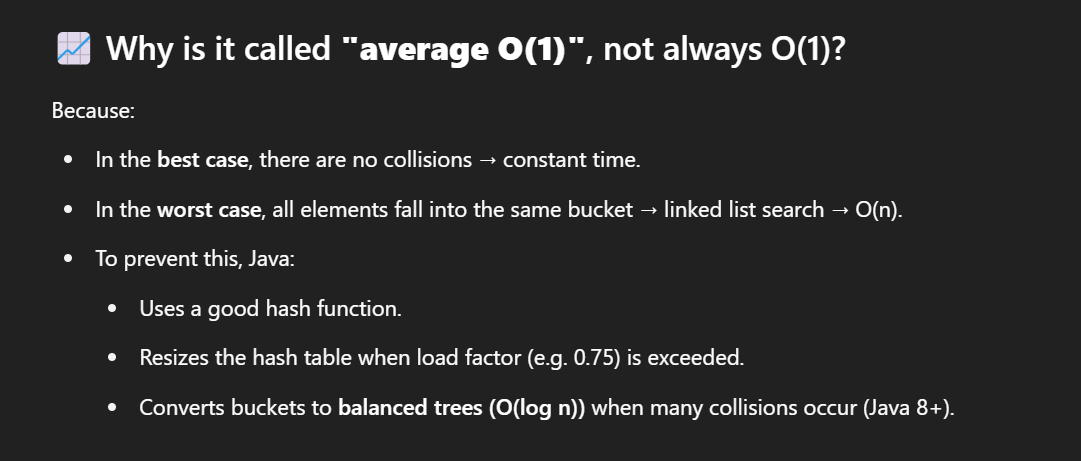 Why is it called "average O(1)", not always O(1)?
Because:
• In the best case, there are no collisions → constant time.
• In the worst case, all elements fall into the same bucket → linked list search → O(n).
• To prevent this, Java:
• Uses a good hash function.
• Resizes the hash table when load factor (e.g. 0.75) is exceeded.
• Converts buckets to balanced trees (O(log n)) when many collisions occur (Java 8+).